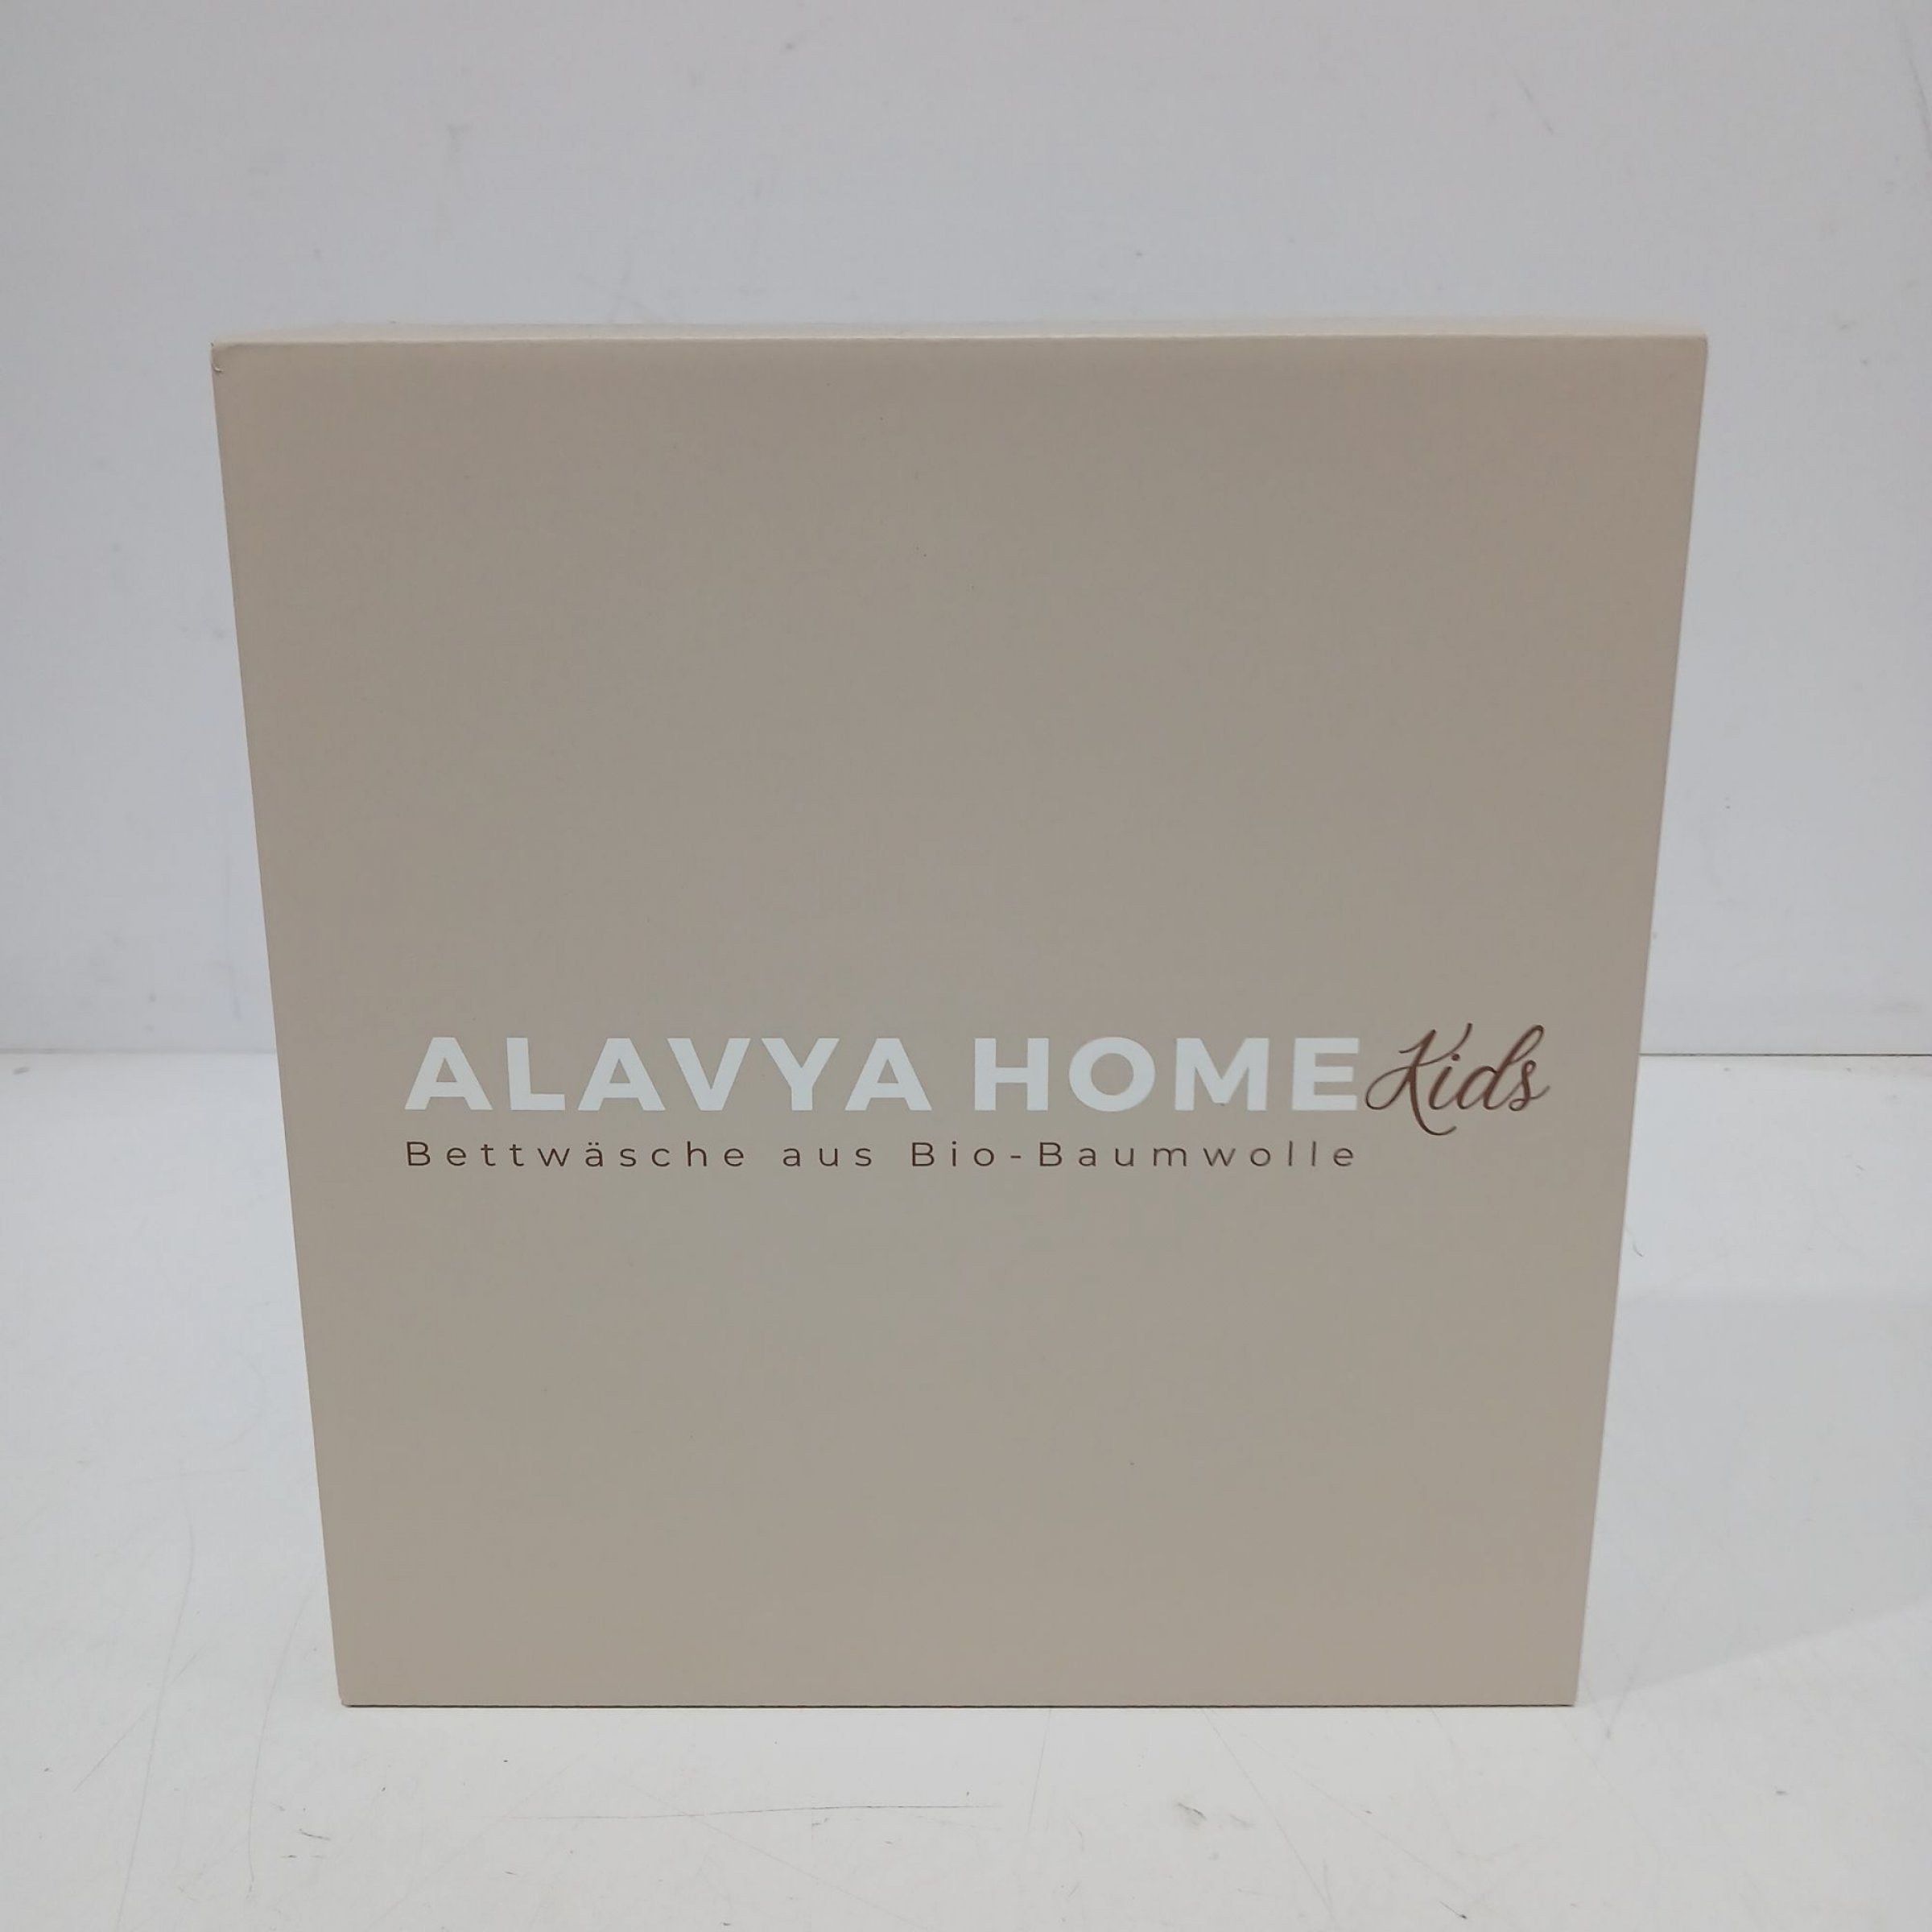 ALAVYA HOME Kids
Bettwäsche aus Bio-Baumwolle